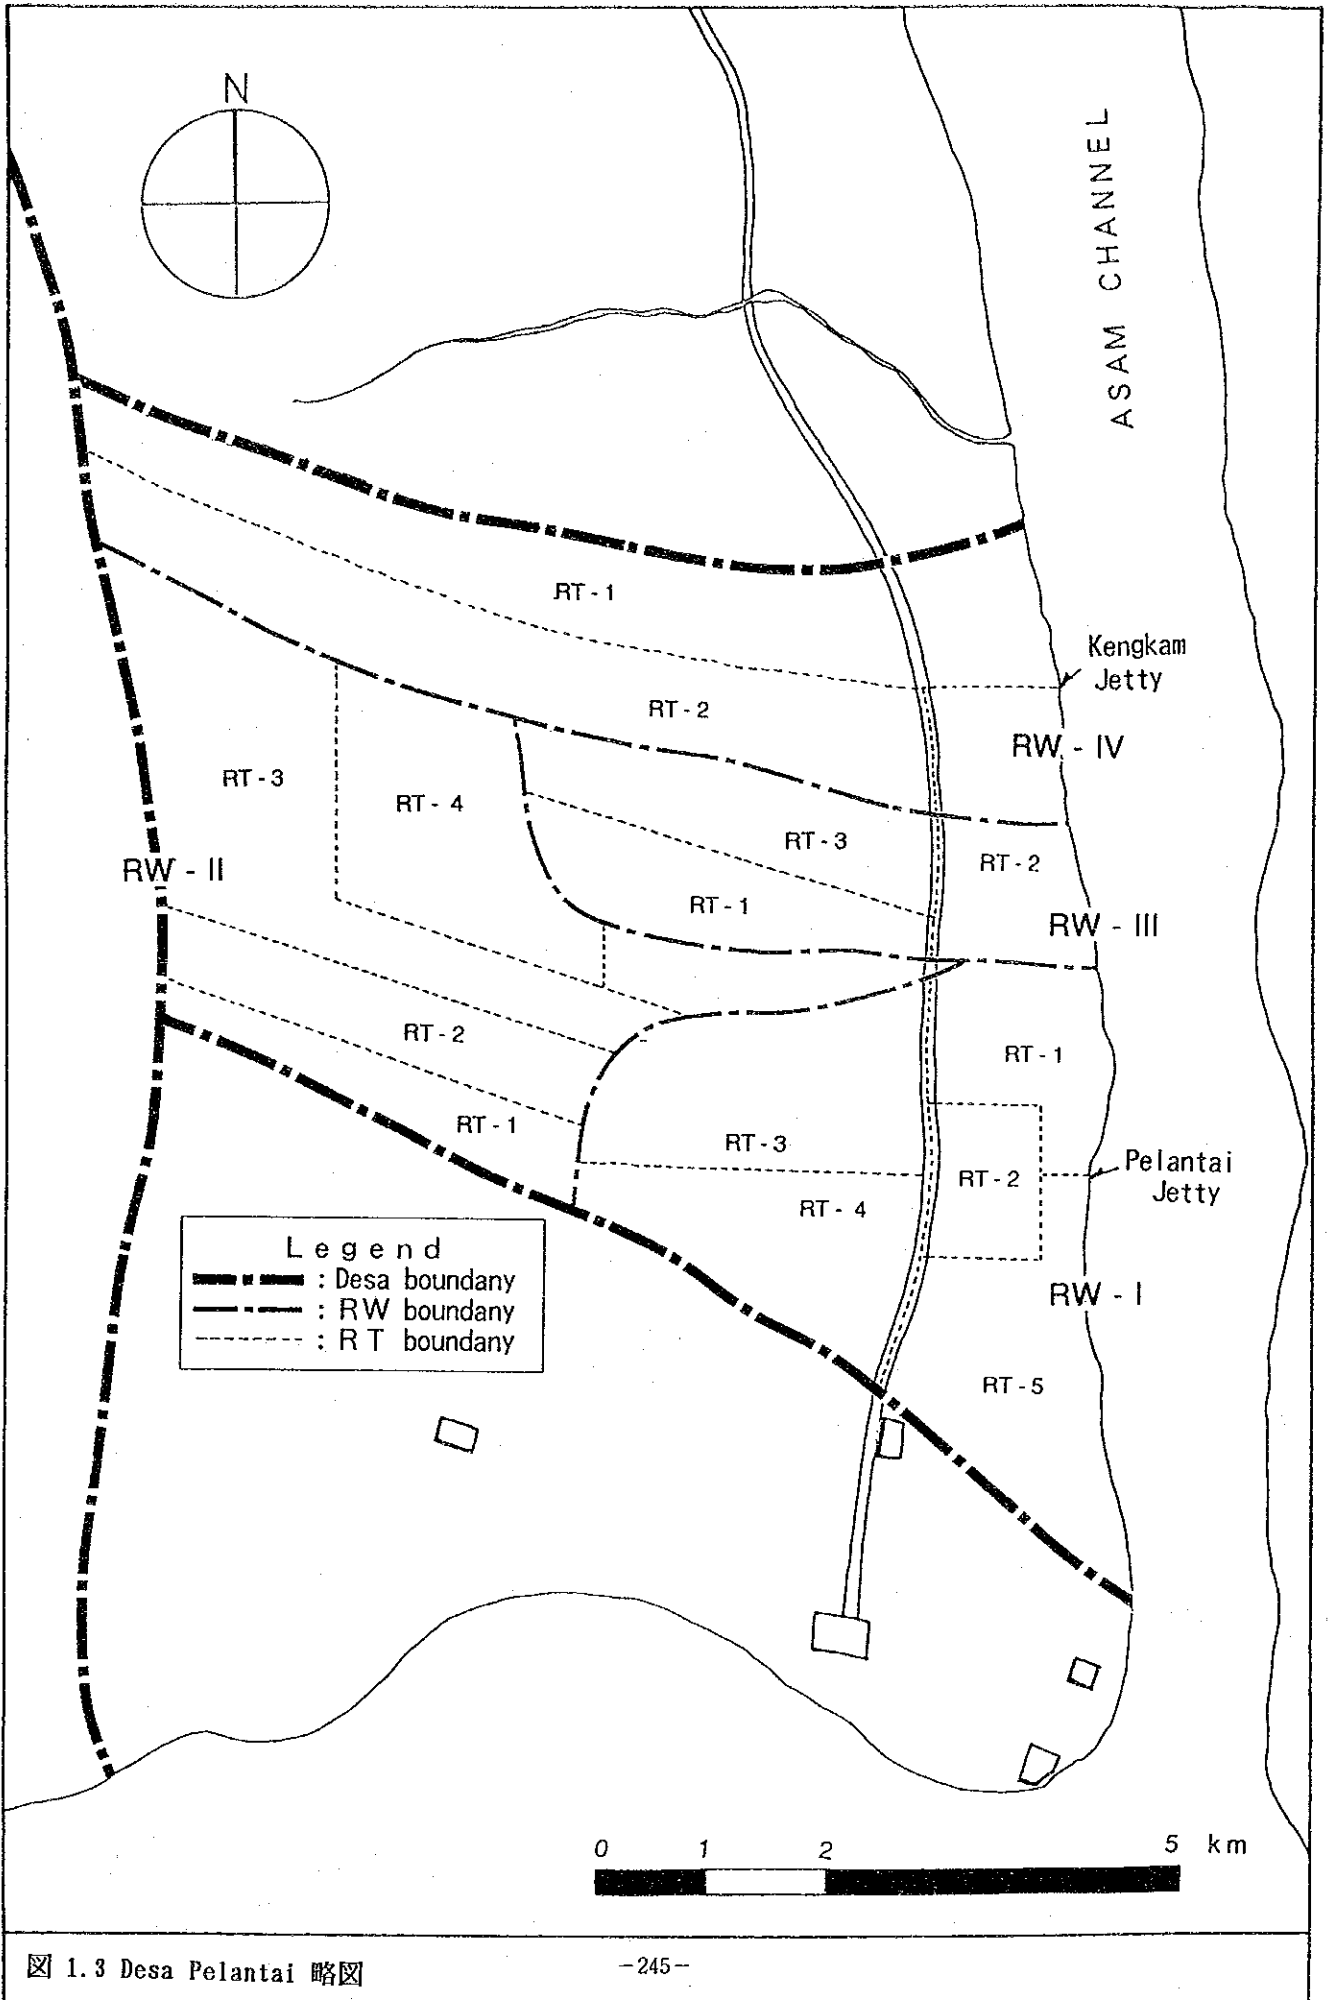 N
ASAM CHANNEL
RT - 1
Kengkam
Jetty
RT - 2
RW - IV
RT - 3
RT - 4
RT - 3
RT - 2
RW - II
RT - 1
RW - III
RT - 2
RT - 1
RT - 1
RT - 3
RT - 2
Pelantai
Jetty
RT - 4
Legend
: Desa boundany
: RW boundany
: RT boundany
RW - I
RT - 5
0 1 2 5 km
図 1.3 Desa Pelantai 略図
-245-